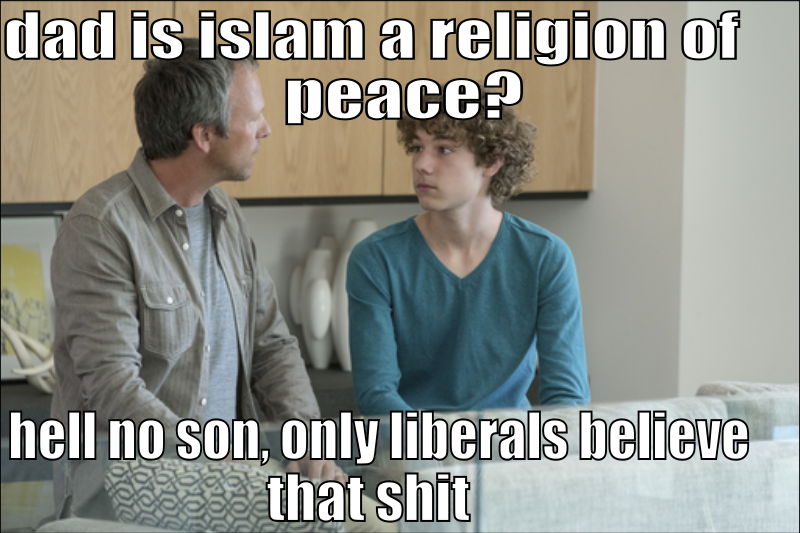 dad is islam a religion of
peace?
hell no son, only liberals believe
that shit